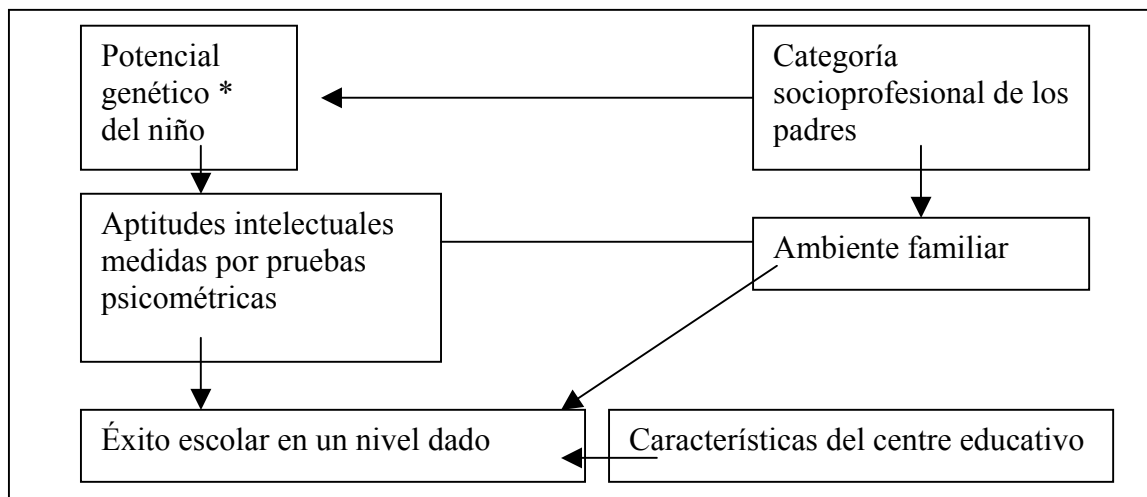 Potencial
genético *
del niño
Categoría
socioprofesional de los
padres
Aptitudes intelectuales
medidas por pruebas
psicométricas
Ambiente familiar
Éxito escolar en un nivel dado
Características del centre educativo